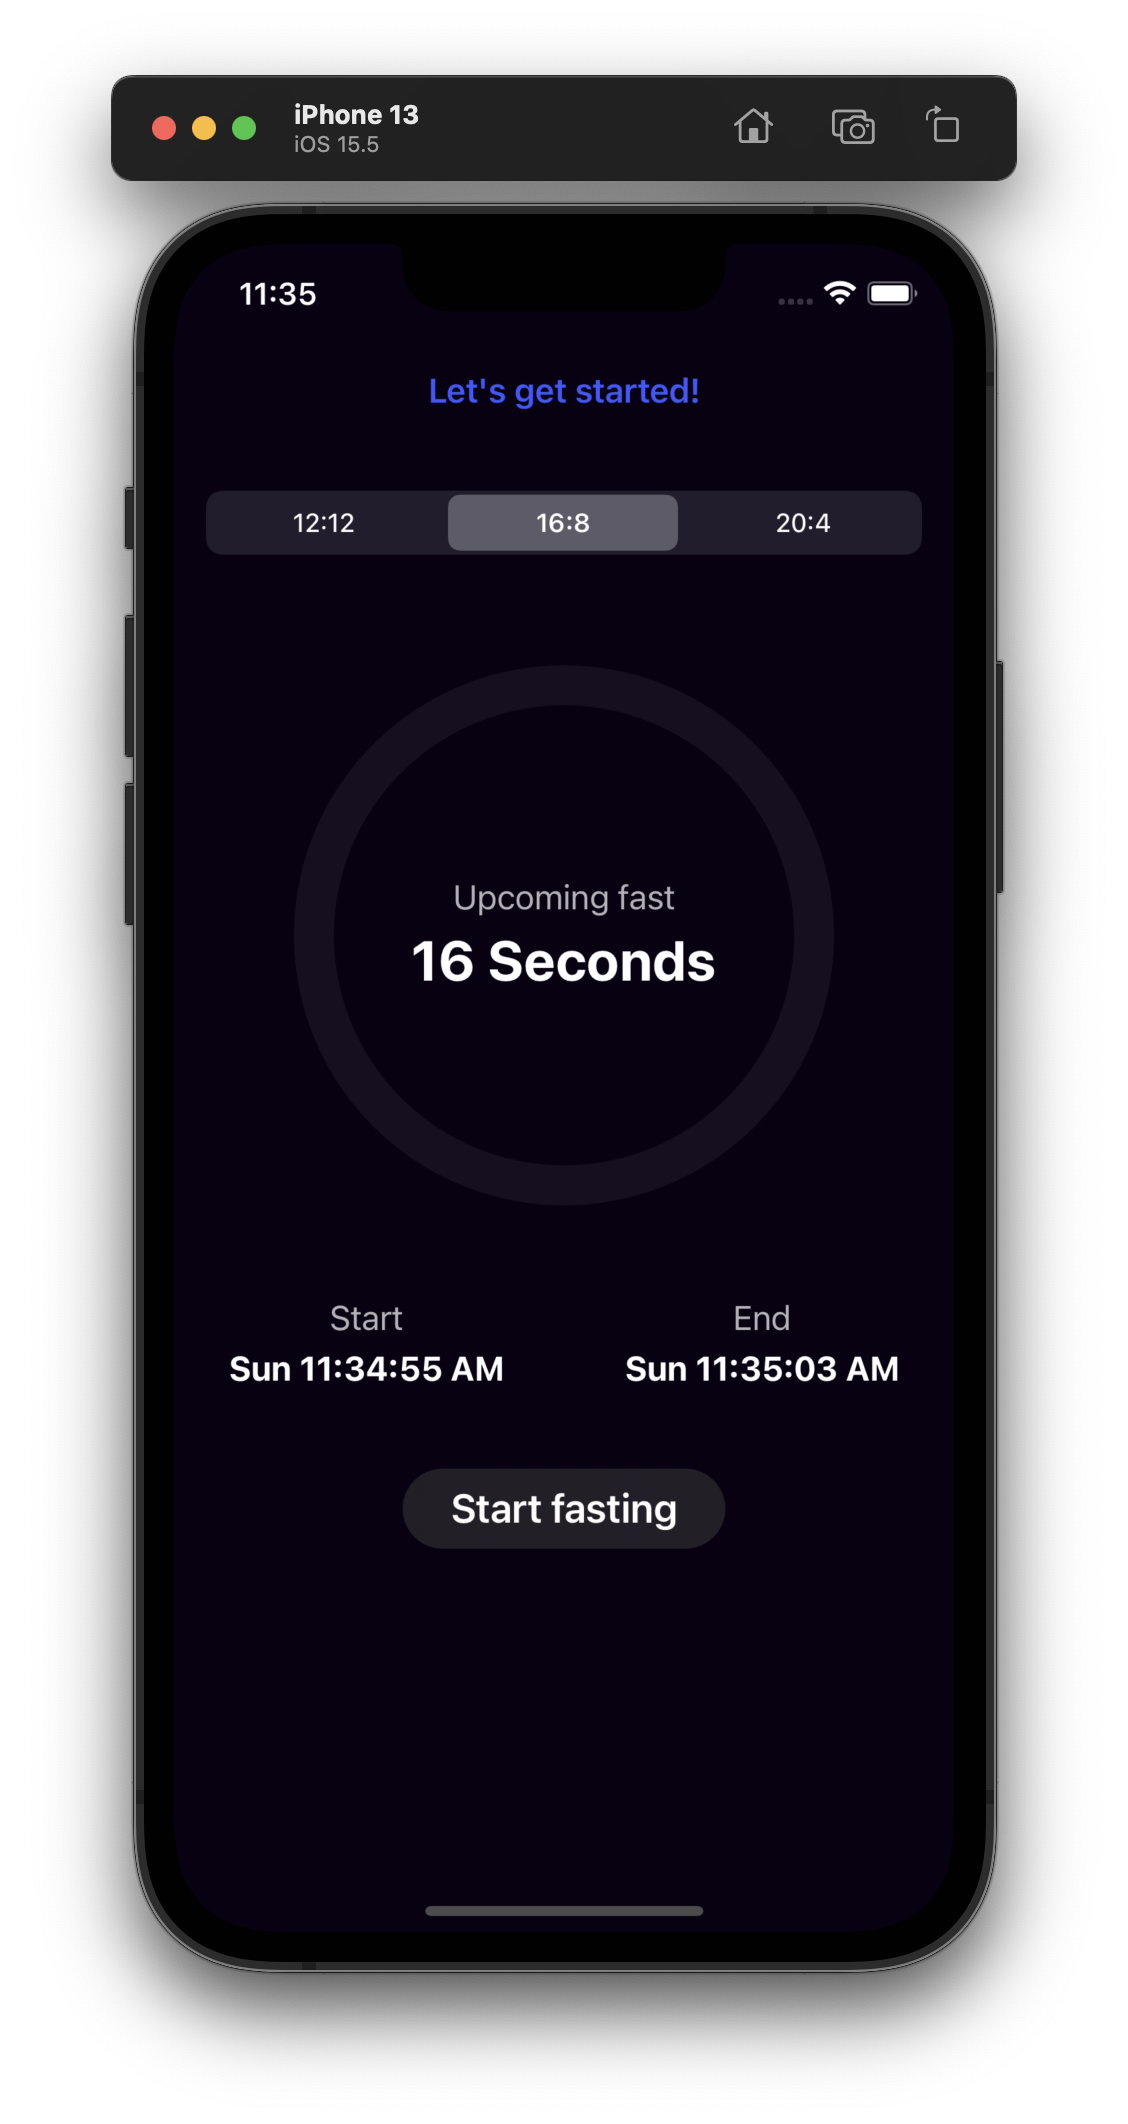 iPhone 13
iOS 15.5
11:35
Let's get started!
12:12 16:8 20:4
Upcoming fast
16 Seconds
Start End
Sun 11:34:55 AM Sun 11:35:03 AM
Start fasting